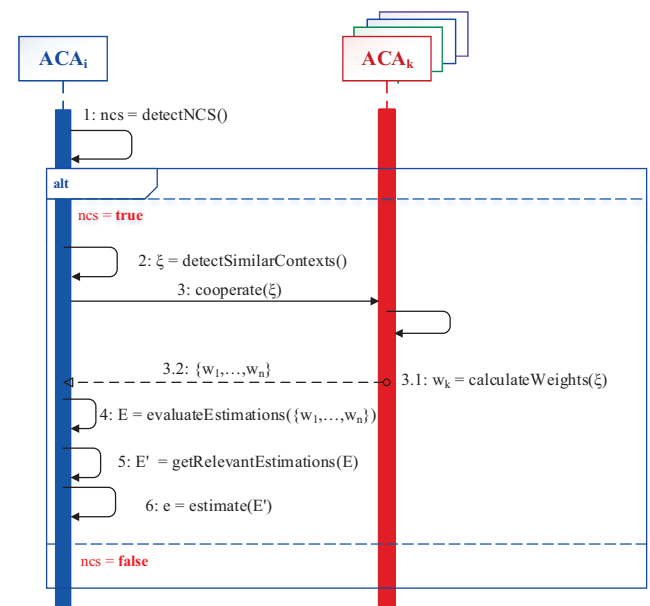 ACAᵢ
ACAₖ
1: ncs = detectNCS()
alt
ncs = true
2: ξ = detectSimilarContexts()
3: cooperate(ξ)
3.2: {w₁,…,wₙ}
3.1: wₖ = calculateWeights(ξ)
4: E = evaluateEstimations({w₁,…,wₙ})
5: E' = getRelevantEstimations(E)
6: e = estimate(E')
ncs = false